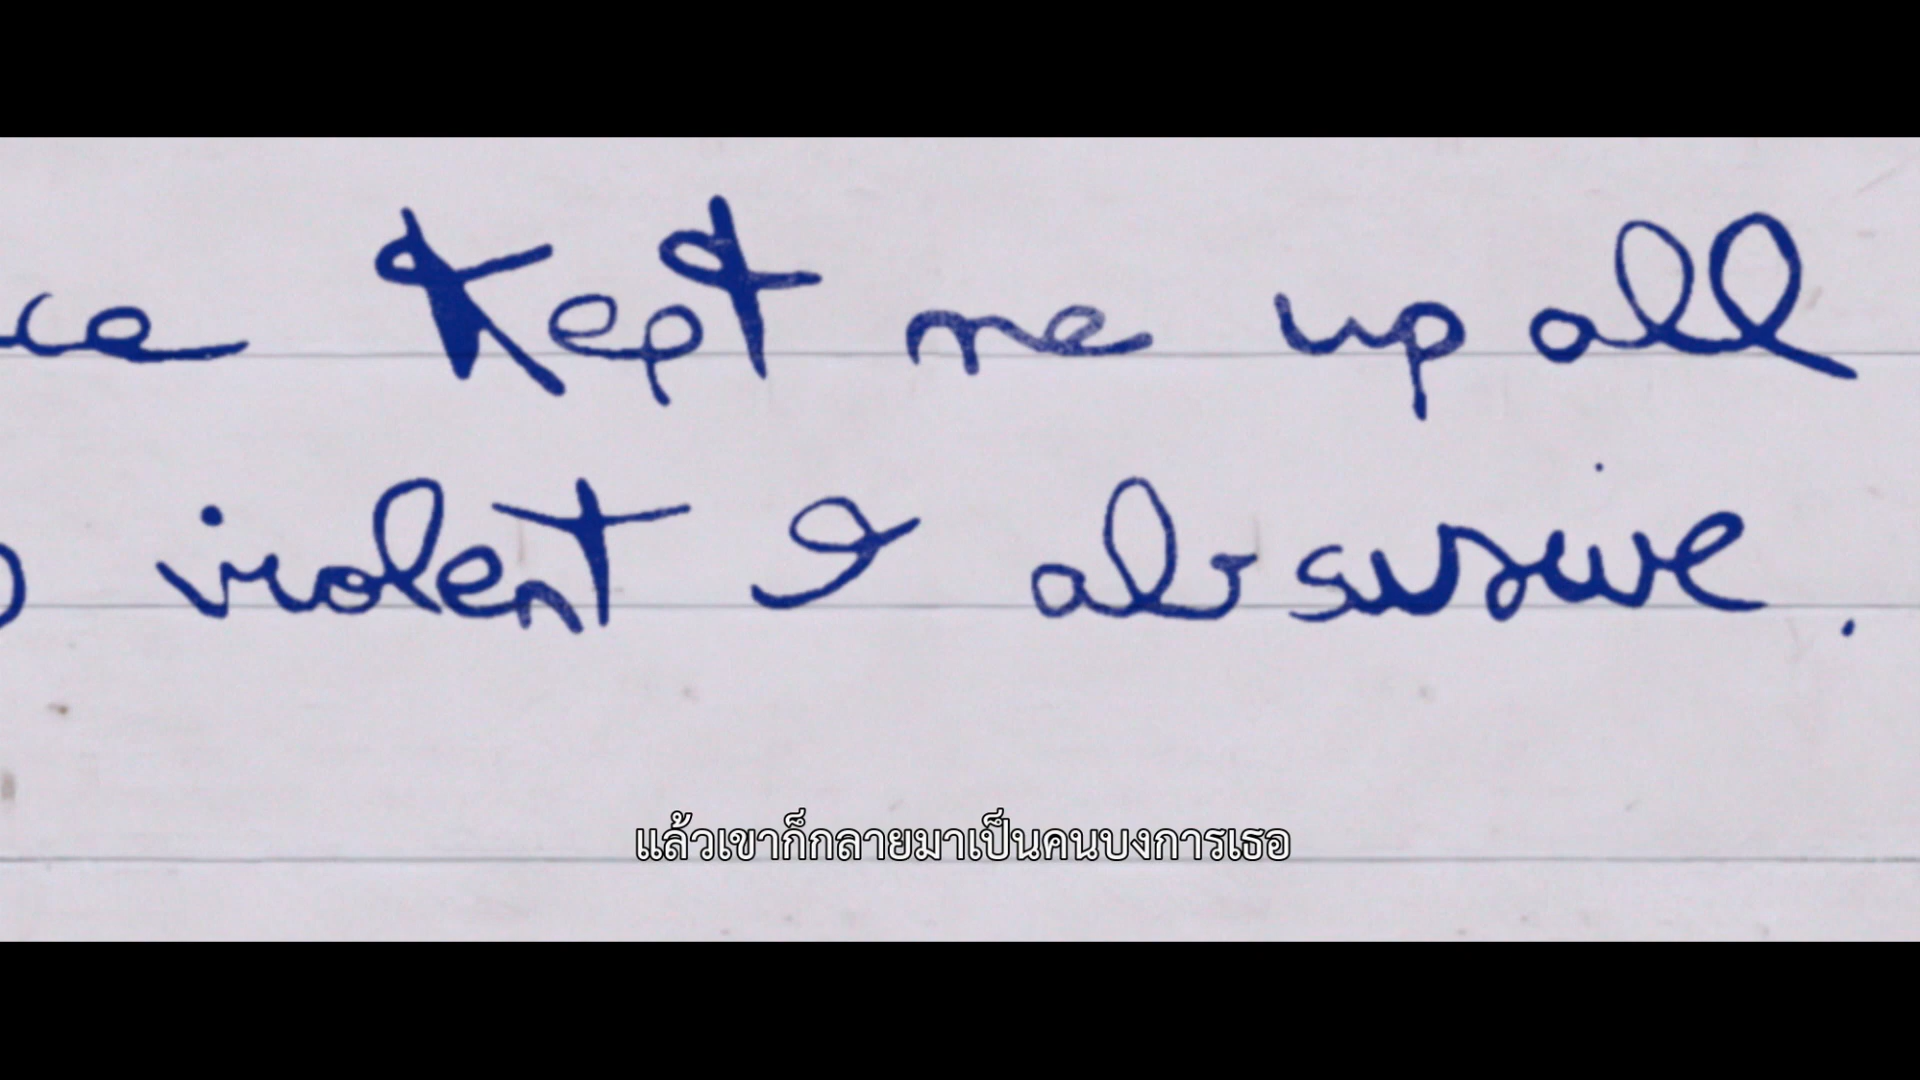 kept me up all
violent & abusive.
แล้วเขาก็กลายมาเป็นคนบงการเธอ